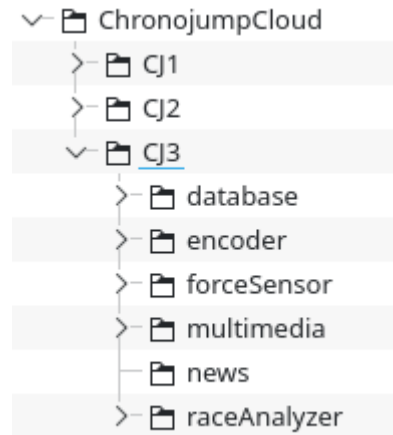 ChronojumpCloud
CJ1
CJ2
CJ3
database
encoder
forceSensor
multimedia
news
raceAnalyzer